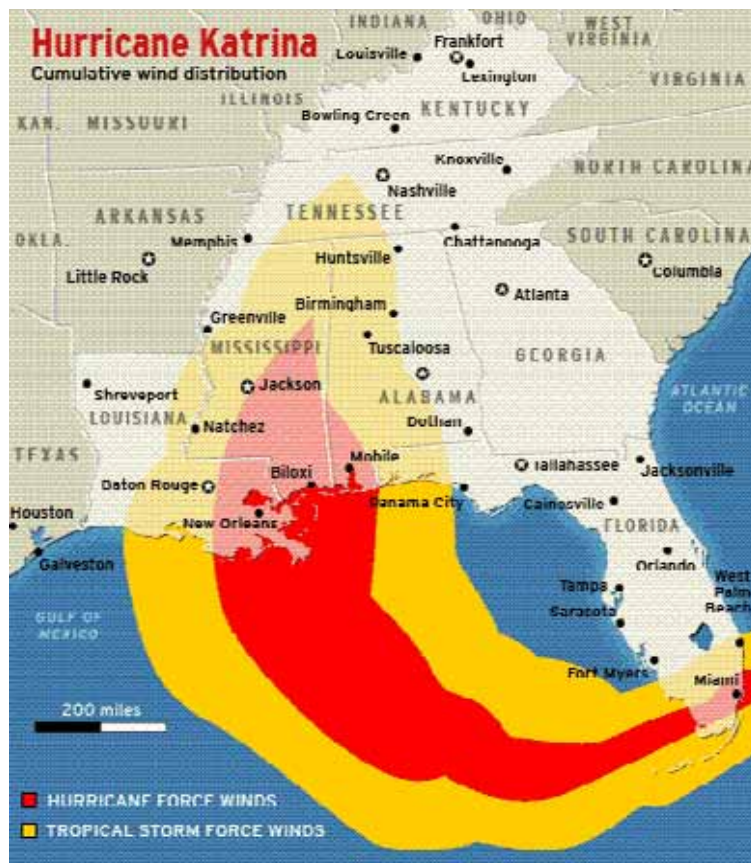 Hurricane Katrina
Cumulative wind distribution
INDIANA
OHIO
WEST
VIRGINIA
Frankfort
Louisville
Lexington
VIRGINIA
ILLINOIS
KENTUCKY
KAN.
MISSOURI
Bowling Green
Knoxville
NORTH CAROLINA
Nashville
TENNESSEE
ARKANSAS
OKLA.
Memphis
Chattanooga
SOUTH CAROLINA
Little Rock
Huntsville
Columbia
Birmingham
Atlanta
Greenville
MISSISSIPPI
Tuscaloosa
GEORGIA
Shreveport
Jackson
ALABAMA
ATLANTIC
OCEAN
LOUISIANA
Natchez
Dothan
TEXAS
Mobile
Biloxi
Tallahassee
Jacksonville
Baton Rouge
Panama City
Gainesville
Houston
New Orleans
FLORIDA
Galveston
Orlando
Tampa
West
Palm
Beach
GULF OF
MEXICO
Sarasota
Fort Myers
Miami
200 miles
HURRICANE FORCE WINDS
TROPICAL STORM FORCE WINDS